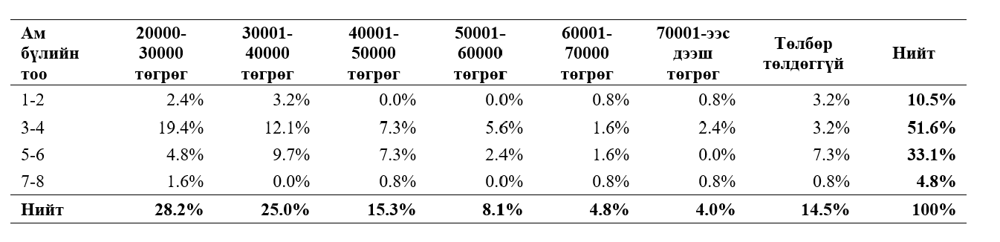 Ам бүлийн тоо 20000-30000 төгрөг 30001-40000 төгрөг 40001-50000 төгрөг 50001-60000 төгрөг 60001-70000 төгрөг 70001-ээс дээш төгрөг Төлбөр төлдөггүй Нийт
1-2 2.4% 3.2% 0.0% 0.0% 0.8% 0.8% 3.2% 10.5%
3-4 19.4% 12.1% 7.3% 5.6% 1.6% 2.4% 3.2% 51.6%
5-6 4.8% 9.7% 7.3% 2.4% 1.6% 0.0% 7.3% 33.1%
7-8 1.6% 0.0% 0.8% 0.0% 0.8% 0.8% 0.8% 4.8%
Нийт 28.2% 25.0% 15.3% 8.1% 4.8% 4.0% 14.5% 100%